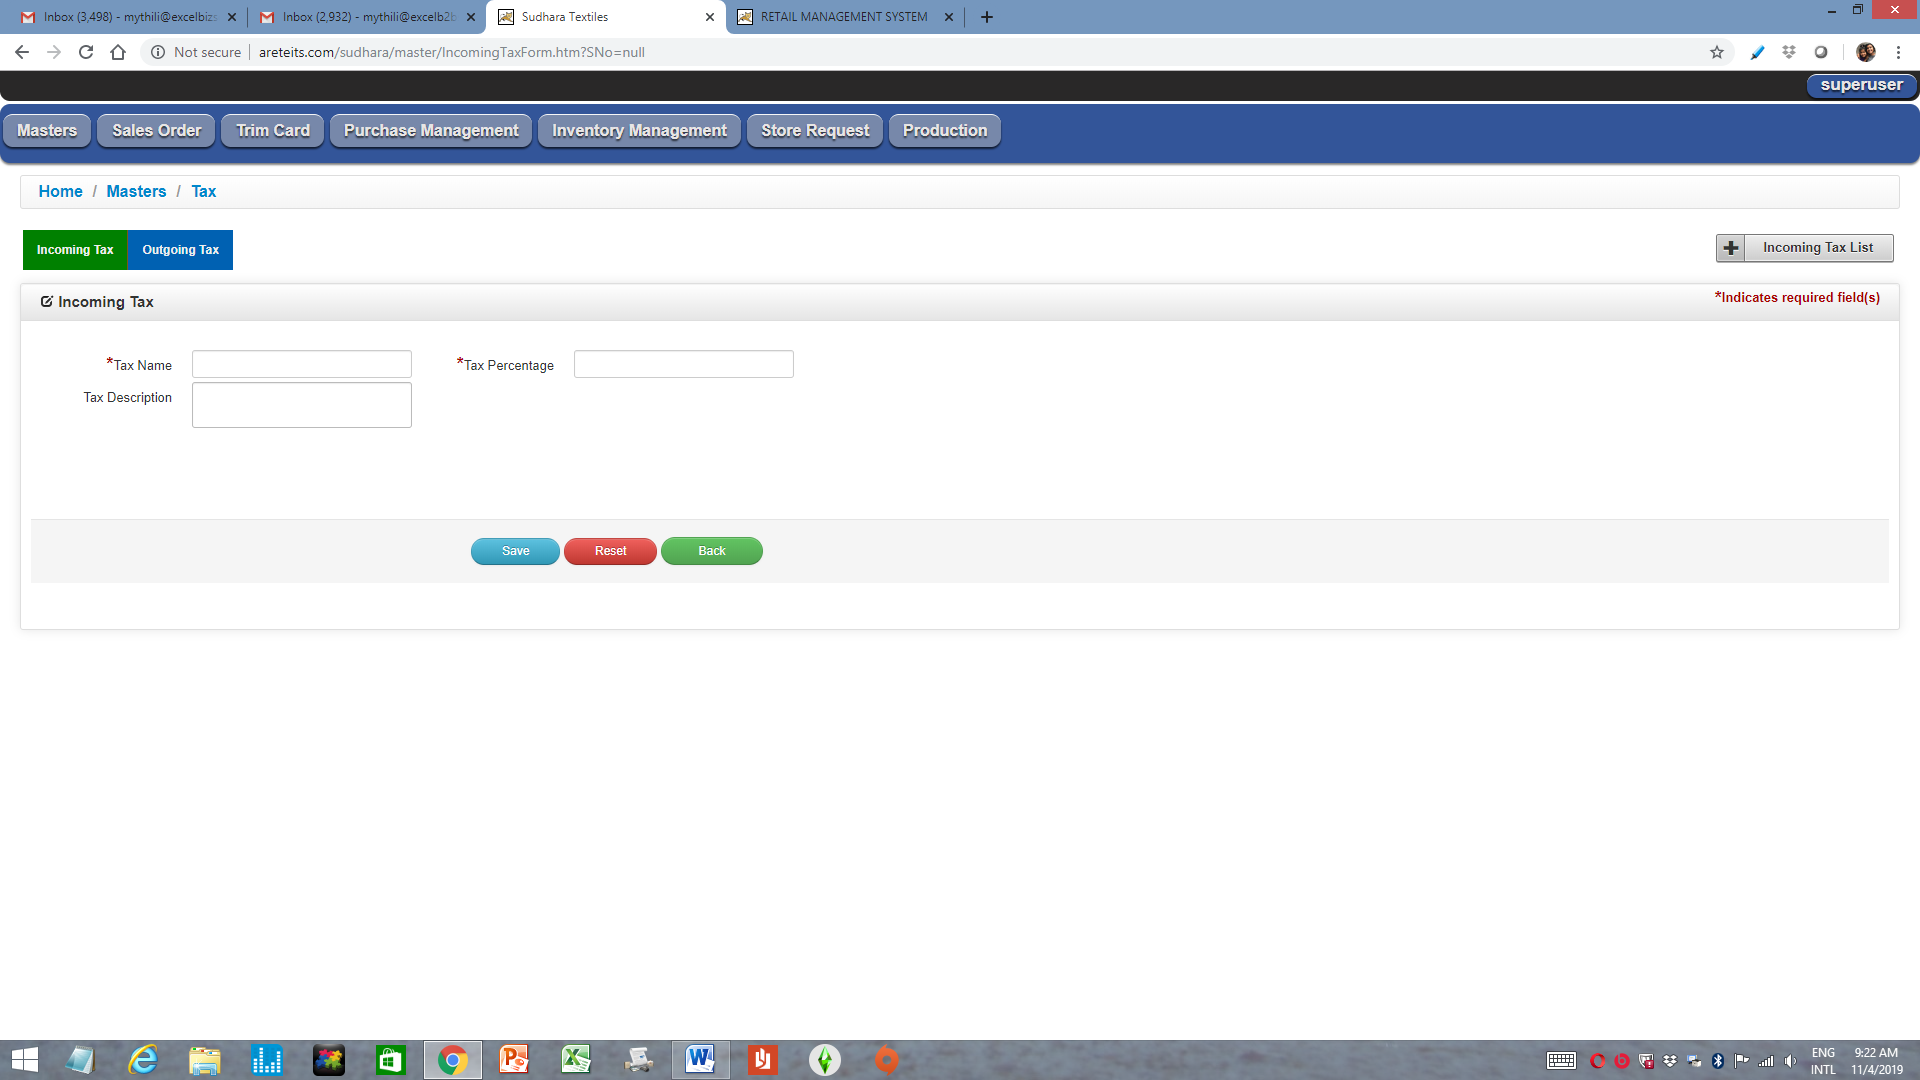 Inbox (3,498) - mythili@excelbizs
Inbox (2,932) - mythili@excelb2b
Sudhara Textiles
RETAIL MANAGEMENT SYSTEM
Not secure
areteits.com/sudhara/master/IncomingTaxForm.htm?SNo=null
superuser
Masters
Sales Order
Trim Card
Purchase Management
Inventory Management
Store Request
Production
Home / Masters / Tax
Incoming Tax
Outgoing Tax
Incoming Tax List
Incoming Tax
*Indicates required field(s)
*Tax Name
*Tax Percentage
Tax Description
Save
Reset
Back
ENG
INTL
9:22 AM
11/4/2019